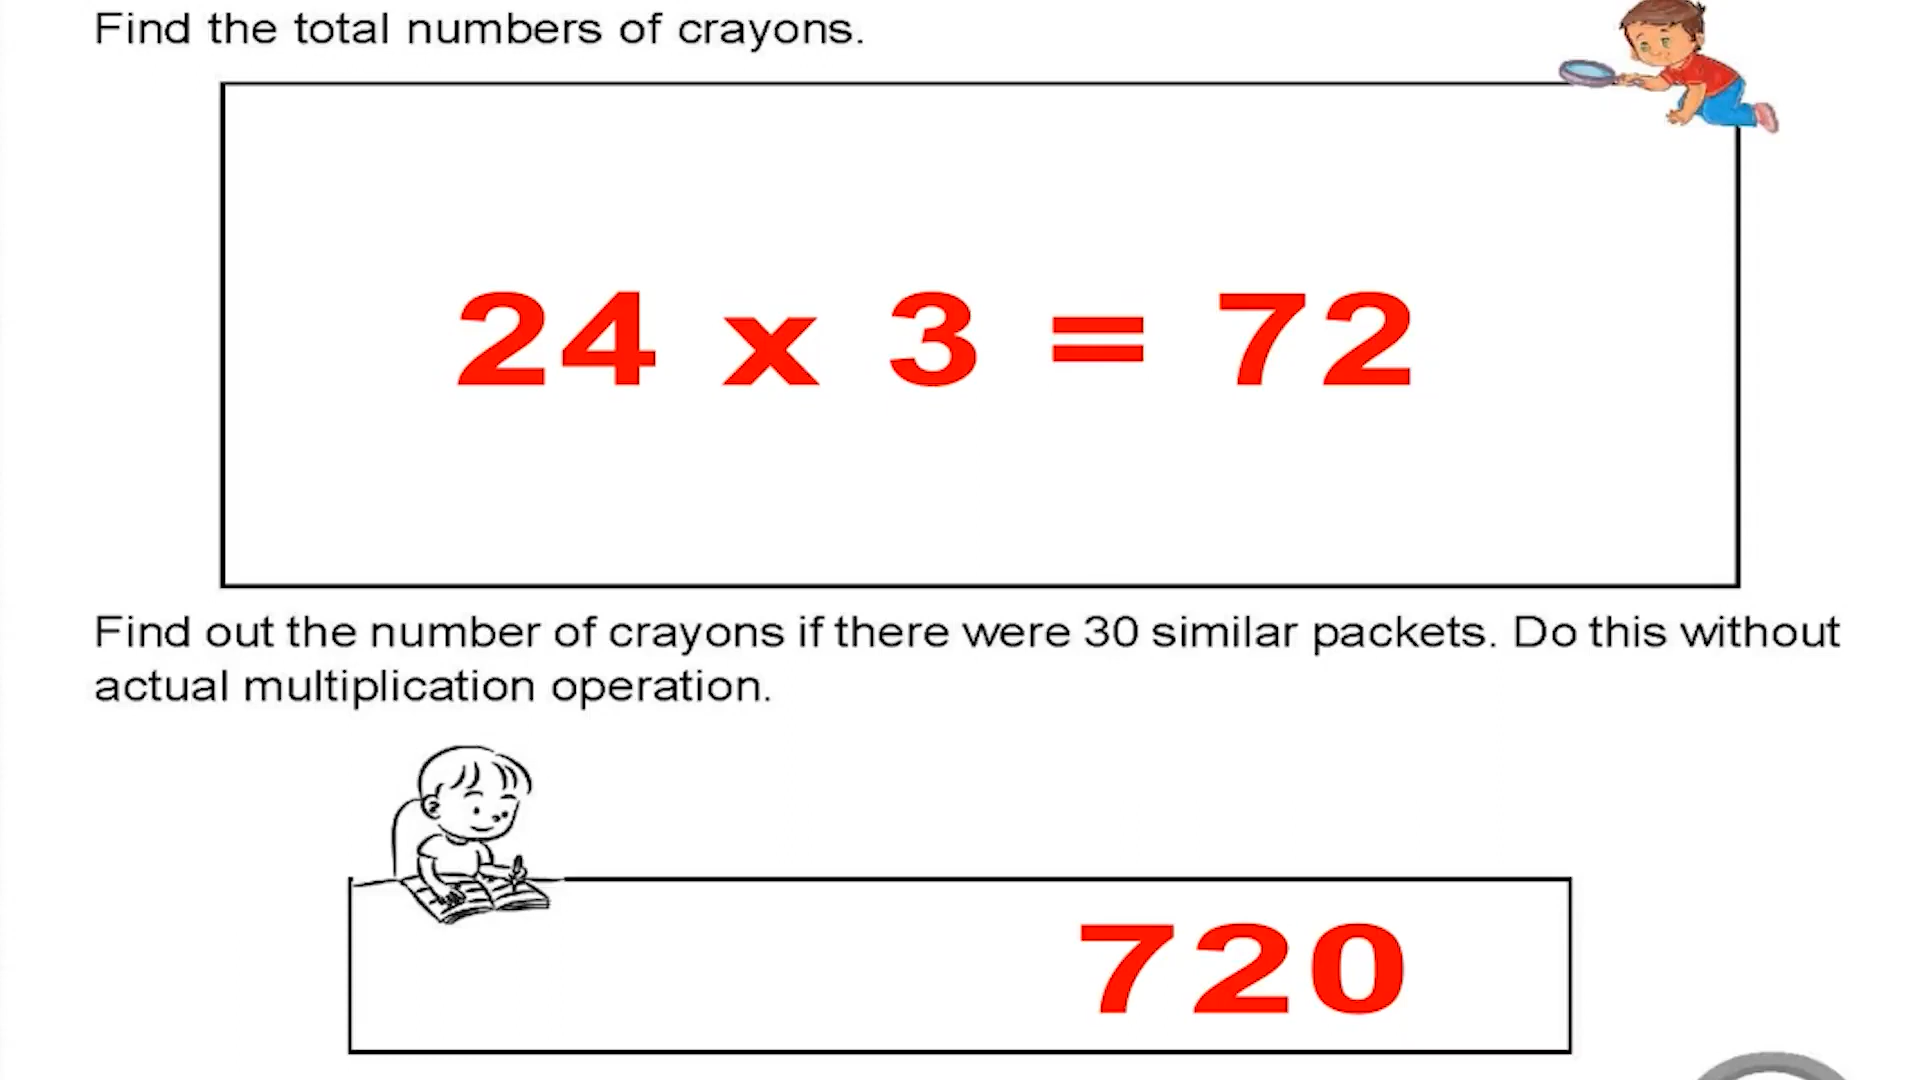 Find the total numbers of crayons.
24 x 3 = 72
Find out the number of crayons if there were 30 similar packets. Do this without
actual multiplication operation.
720